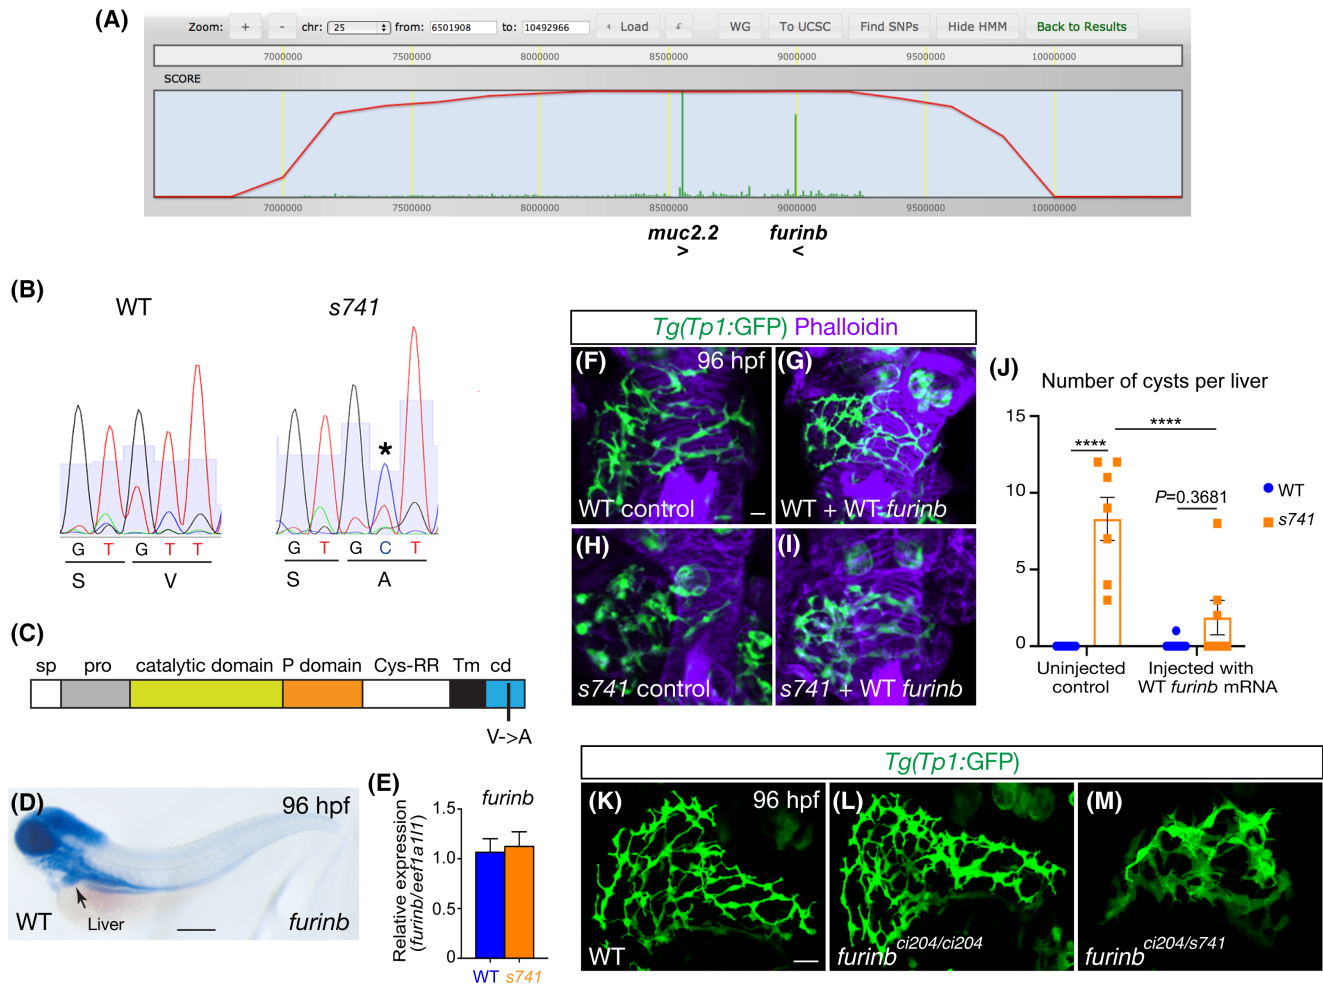 (A)
Zoom: + - chr: 25 from: 6501908 to: 10492966 Load WG To UCSC Find SNPs Hide HMM Back to Results
7000000 7500000 8000000 8500000 9000000 9500000 10000000
SCORE
7000000 7500000 8000000 8500000 9000000 9500000 10000000
muc2.2 furinb
> <
(B)
WT s741
*
G T G T T
S V
G T G C T
S A
(C)
sp pro catalytic domain P domain Cys-RR Tm cd
V->A
(D) 96 hpf
Liver
WT furinb
(E)
furinb
Relative expression
(furinb/eef1a1l1)
1.5
1.0
0.5
0
WT s741
Tg(Tp1:GFP) Phalloidin
(F) 96 hpf
WT control
(G)
WT + WT furinb
(H)
s741 control
(I)
s741 + WT furinb
(J)
Number of cysts per liver
15
10
5
0
**** ****
P=0.3681
WT
s741
Uninjected
control
Injected with
WT furinb mRNA
Tg(Tp1:GFP)
(K) 96 hpf
WT
(L)
furinb ci204/ci204
(M)
furinb ci204/s741